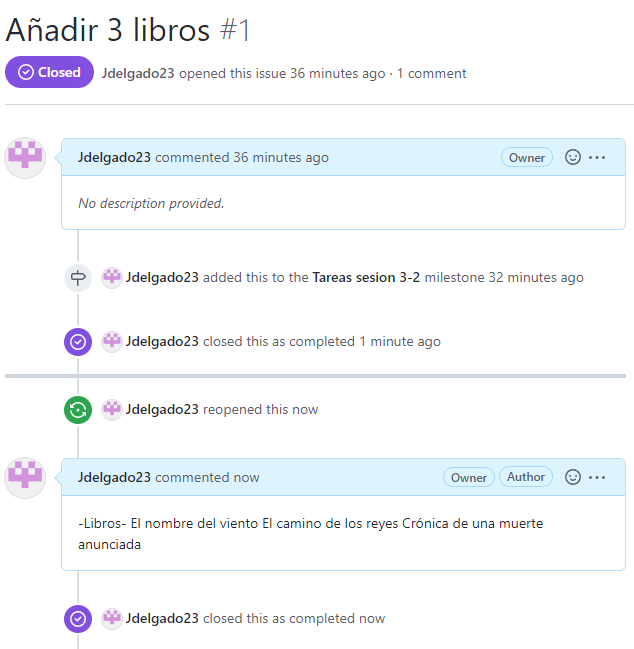 Añadir 3 libros #1
Closed Jdelgado23 opened this issue 36 minutes ago · 1 comment
Jdelgado23 commented 36 minutes ago Owner
No description provided.
Jdelgado23 added this to the Tareas sesion 3-2 milestone 32 minutes ago
Jdelgado23 closed this as completed 1 minute ago
Jdelgado23 reopened this now
Jdelgado23 commented now Owner Author
-Libros- El nombre del viento El camino de los reyes Crónica de una muerte
anunciada
Jdelgado23 closed this as completed now